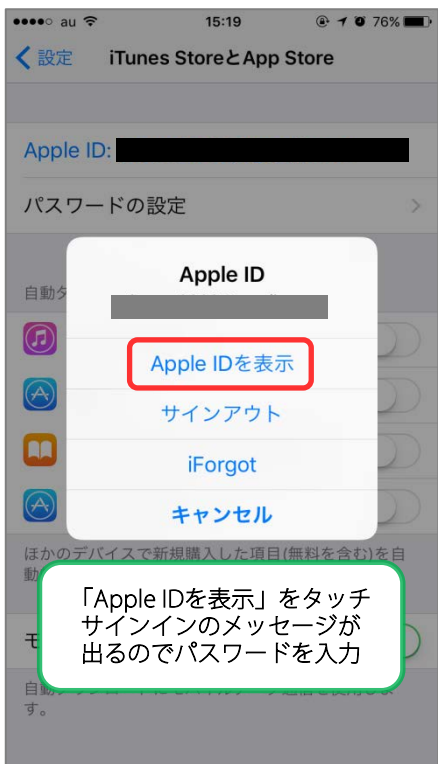 au 15:19 76%
設定 iTunes StoreとApp Store
Apple ID:
パスワードの設定
Apple ID
自動ダ
Apple IDを表示
サインアウト
iForgot
キャンセル
ほかのデバイスで新規購入した項目(無料を含む)を自
動
「Apple IDを表示」をタッチ
サインインのメッセージが
出るのでパスワードを入力
モ
す。